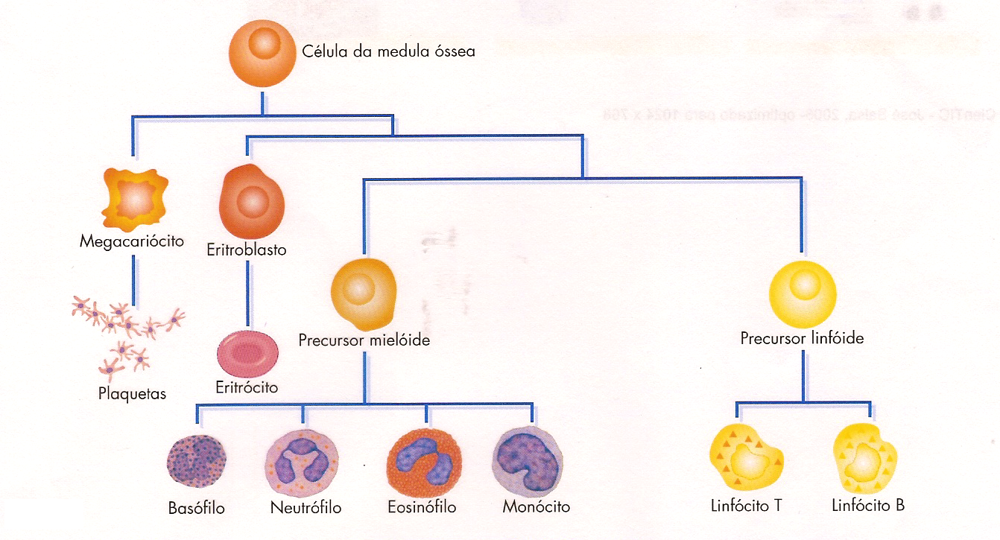 Célula da medula óssea
Megacariócito
Eritroblasto
Precursor mielóide
Precursor linfóide
Plaquetas
Eritrócito
Basófilo
Neutrófilo
Eosinófilo
Monócito
Linfócito T
Linfócito B